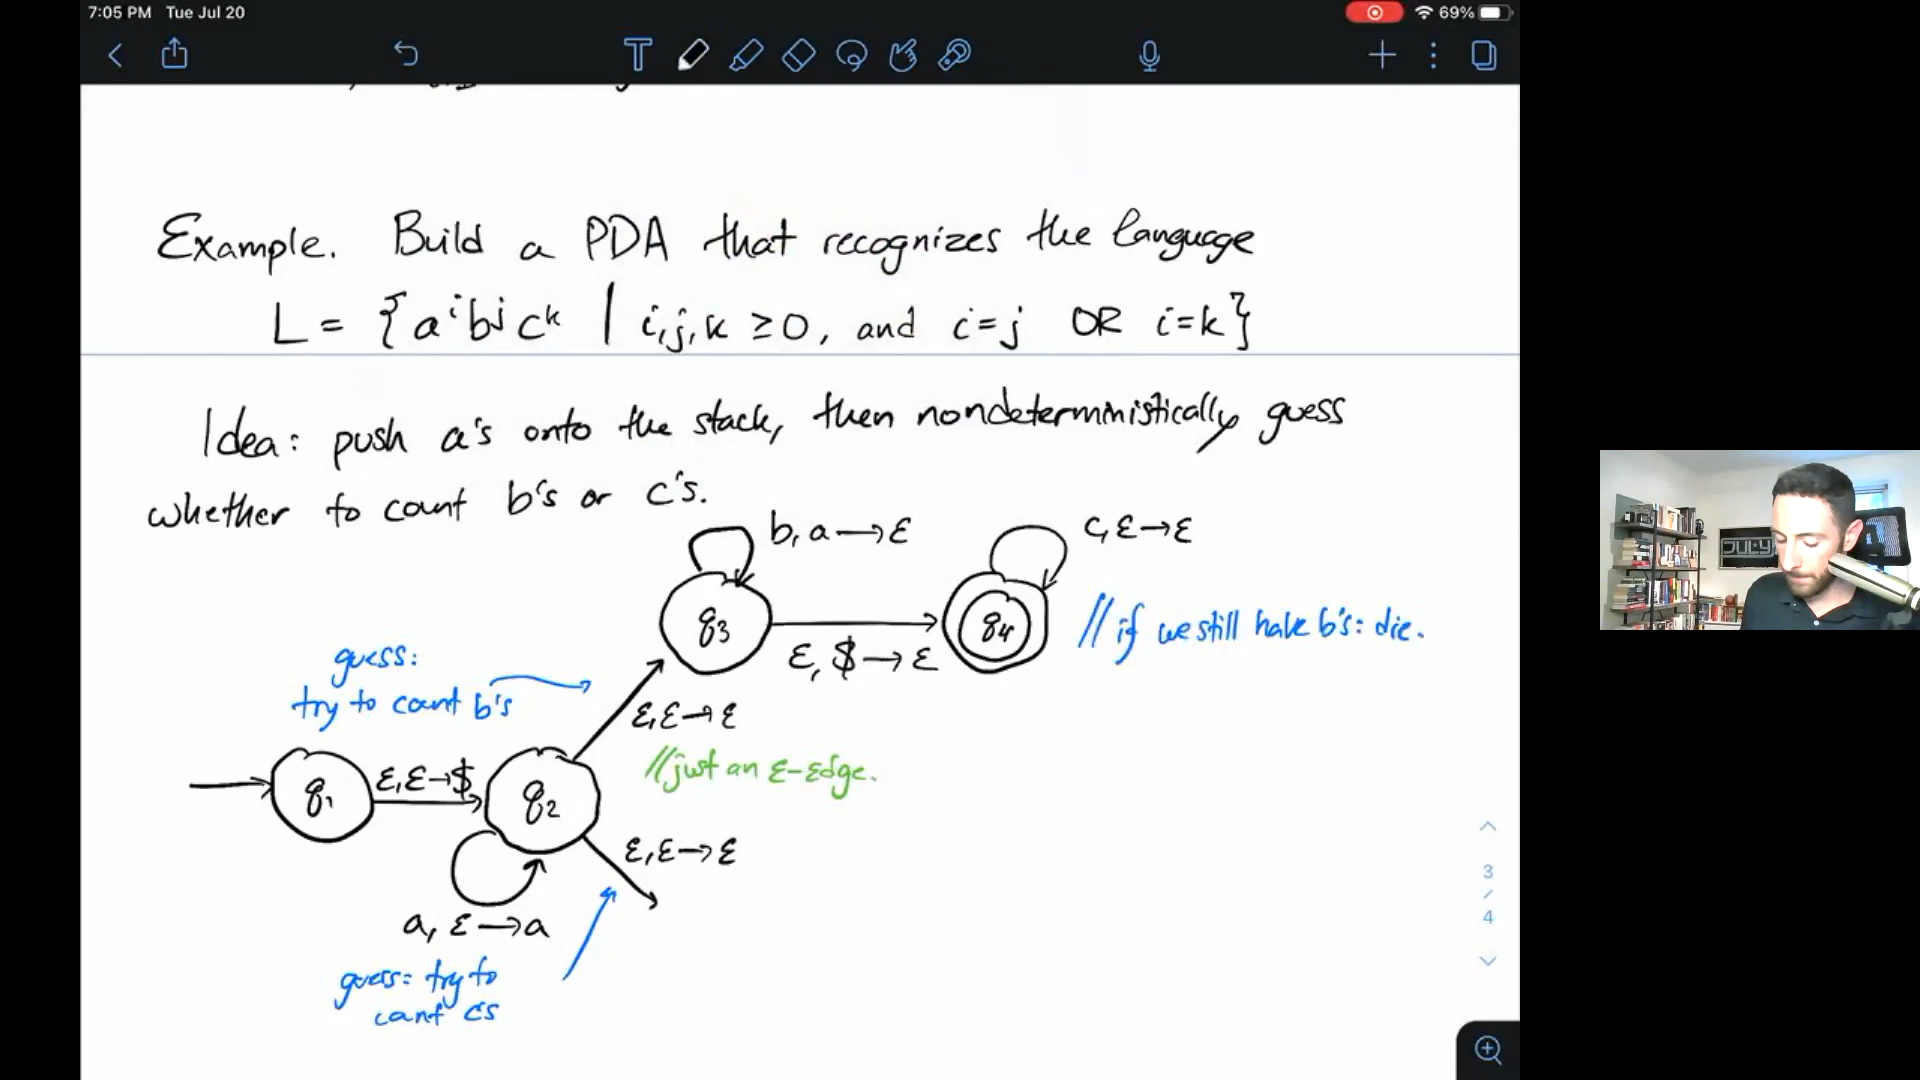 7:05 PM Tue Jul 20
69%
Example. Build a PDA that recognizes the language
L = {aⁱbʲcᵏ | i,j,k ≥0, and i=j OR i=k}
Idea: push a's onto the stack, then nondeterministically guess
whether to count b's or c's.
b, a→ε
c,ε→ε
q3
q4
ε, $→ε
//if we still have b's: die.
guess:
try to count b's
ε,ε→ε
//just an ε-edge.
q1
ε,ε→$
q2
ε,ε→ε
a, ε→a
guess: try to
count c's
3
/
4
JULY